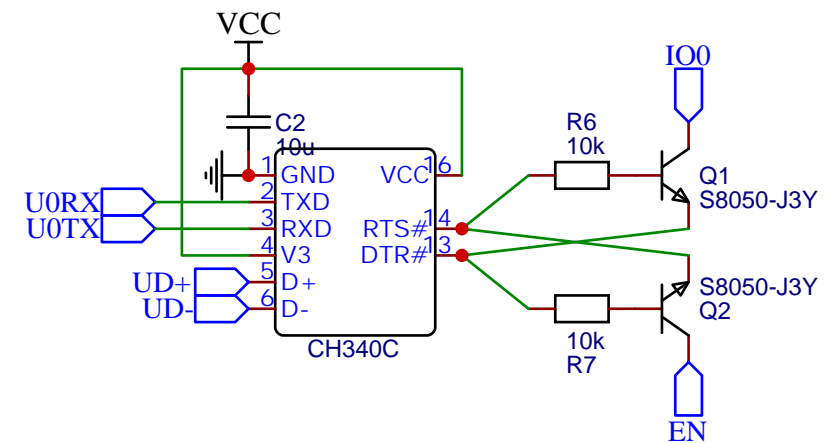 VCC
IO0
C2
10u
R6
10k
1
GND
VCC
16
Q1
S8050-J3Y
U0RX
2
TXD
U0TX
3
RXD
RTS#
14
4
V3
DTR#
13
UD+
5
D+
S8050-J3Y
Q2
UD-
6
D-
CH340C
10k
R7
EN